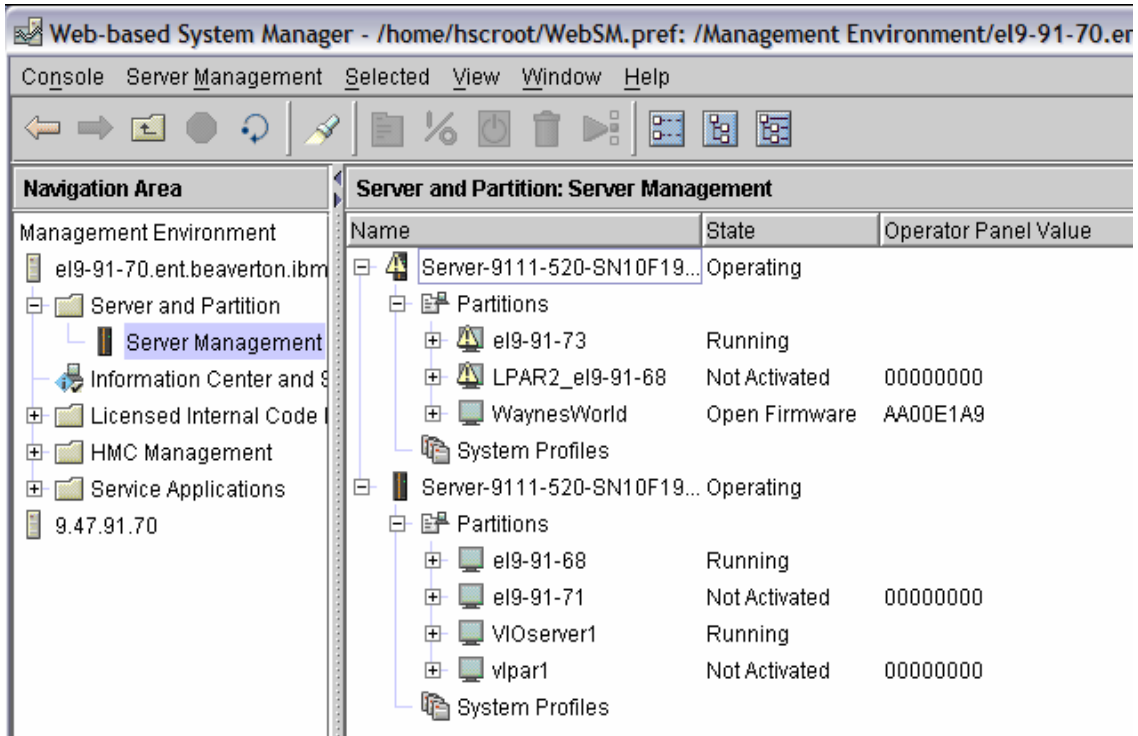 Web-based System Manager - /home/hscroot/WebSM.pref: /Management Environment/el9-91-70.en
Console Server Management Selected View Window Help
Navigation Area
Management Environment
el9-91-70.ent.beaverton.ibm
Server and Partition
Server Management
Information Center and S
Licensed Internal Code
HMC Management
Service Applications
9.47.91.70
Server and Partition: Server Management
Name State Operator Panel Value
Server-9111-520-SN10F19... Operating
Partitions
el9-91-73 Running
LPAR2_el9-91-68 Not Activated 00000000
WaynesWorld Open Firmware AA00E1A9
System Profiles
Server-9111-520-SN10F19... Operating
Partitions
el9-91-68 Running
el9-91-71 Not Activated 00000000
VIOserver1 Running
vlpar1 Not Activated 00000000
System Profiles